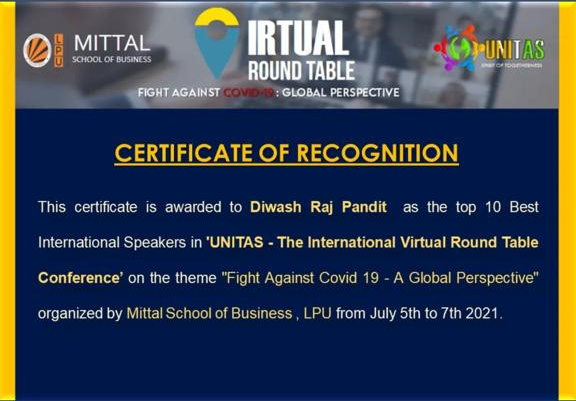 LPU
MITTAL
SCHOOL OF BUSINESS
IRTUAL
ROUND TABLE
FIGHT AGAINST COVID-19: GLOBAL PERSPECTIVE
UNITAS
SPIRIT OF TOGETHERNESS
CERTIFICATE OF RECOGNITION
This certificate is awarded to Diwash Raj Pandit as the top 10 Best
International Speakers in 'UNITAS - The International Virtual Round Table
Conference' on the theme "Fight Against Covid 19 - A Global Perspective"
organized by Mittal School of Business , LPU from July 5th to 7th 2021.